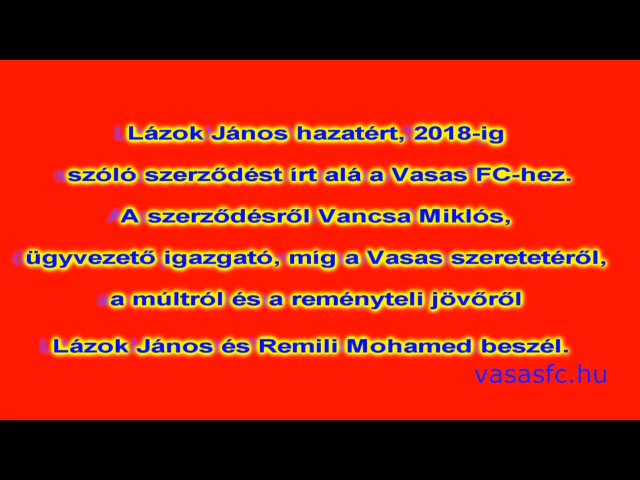 Lázok János hazatért, 2018-ig
szóló szerződést írt alá a Vasas FC-hez.
A szerződésről Vancsa Miklós,
ügyvezető igazgató, míg a Vasas szeretetéről,
a múltról és a reményteli jövőről
Lázok János és Remili Mohamed beszél.
vasasfc.hu